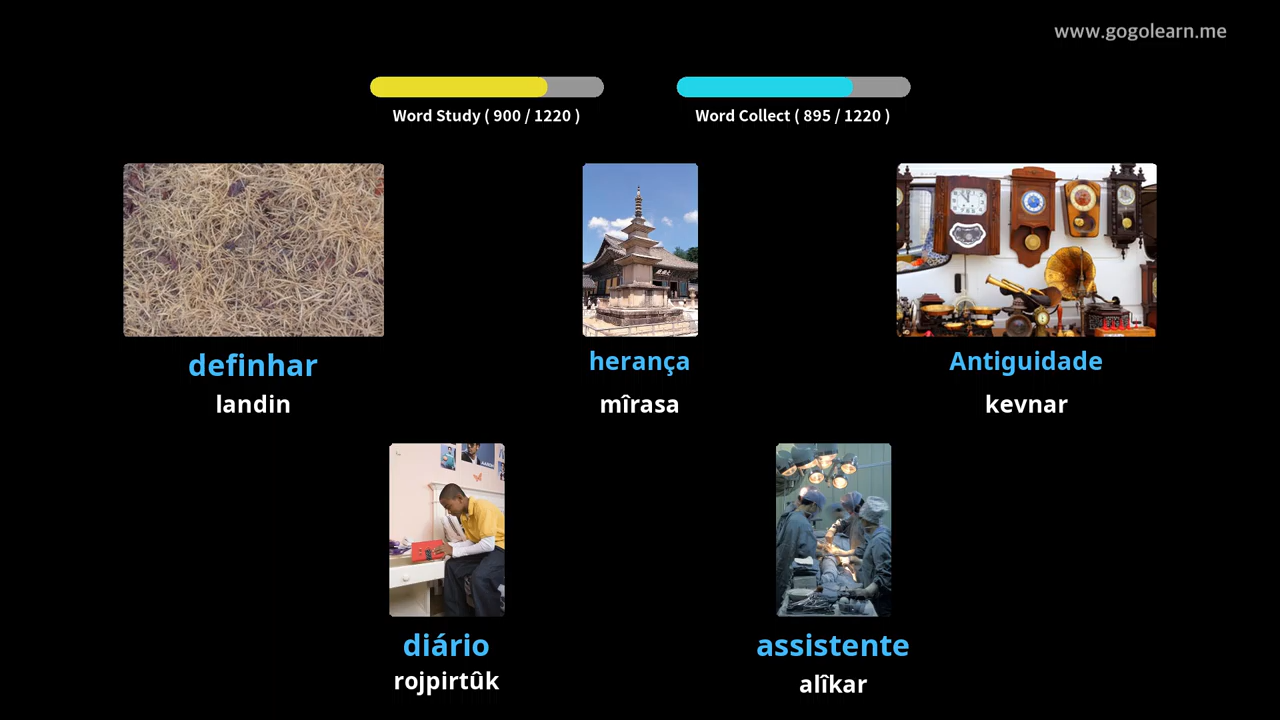 www.gogolearn.me
Word Study ( 900 / 1220 )
Word Collect ( 895 / 1220 )
definhar
landin
herança
mîrasa
Antiguidade
kevnar
diário
rojpirtûk
assistente
alîkar